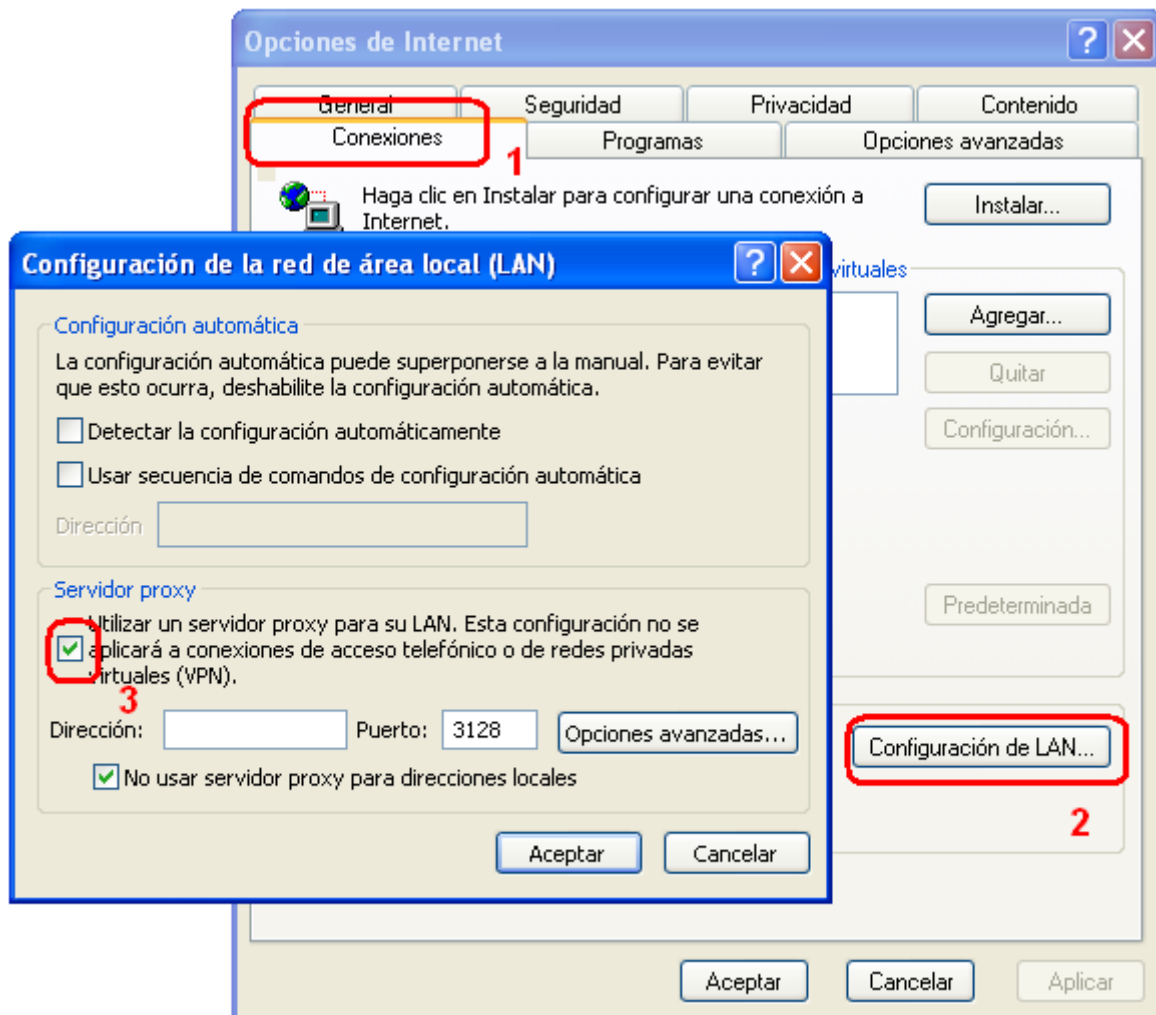 Opciones de Internet
General
Seguridad
Privacidad
Contenido
Conexiones
Programas
Opciones avanzadas
1
Haga clic en Instalar para configurar una conexión a
Internet.
Instalar...
virtuales
Agregar...
Quitar
Configuración...
Predeterminada
Configuración de LAN...
2
Aceptar
Cancelar
Aplicar
Configuración de la red de área local (LAN)
Configuración automática
La configuración automática puede superponerse a la manual. Para evitar
que esto ocurra, deshabilite la configuración automática.
Detectar la configuración automáticamente
Usar secuencia de comandos de configuración automática
Dirección
Servidor proxy
Utilizar un servidor proxy para su LAN. Esta configuración no se
aplicará a conexiones de acceso telefónico o de redes privadas
virtuales (VPN).
3
Dirección:
Puerto: 3128
Opciones avanzadas...
No usar servidor proxy para direcciones locales
Aceptar
Cancelar